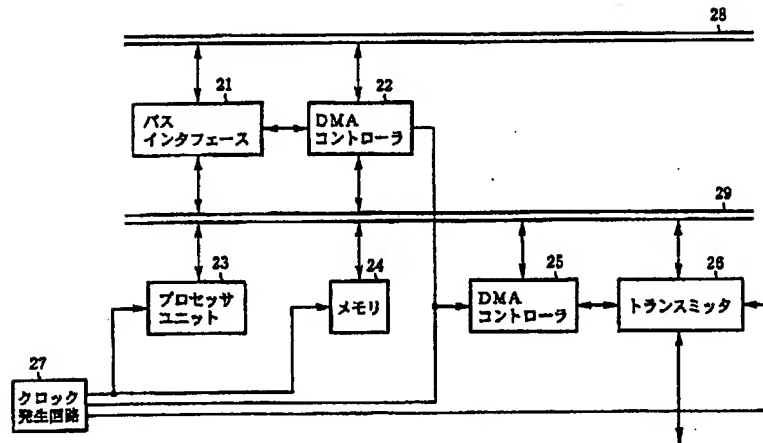 28
21
22
バス
インタフェース
DMA
コントローラ
29
23
24
25
26
プロセッサ
ユニット
メモリ
DMA
コントローラ
トランスミッタ
27
クロック
発生回路